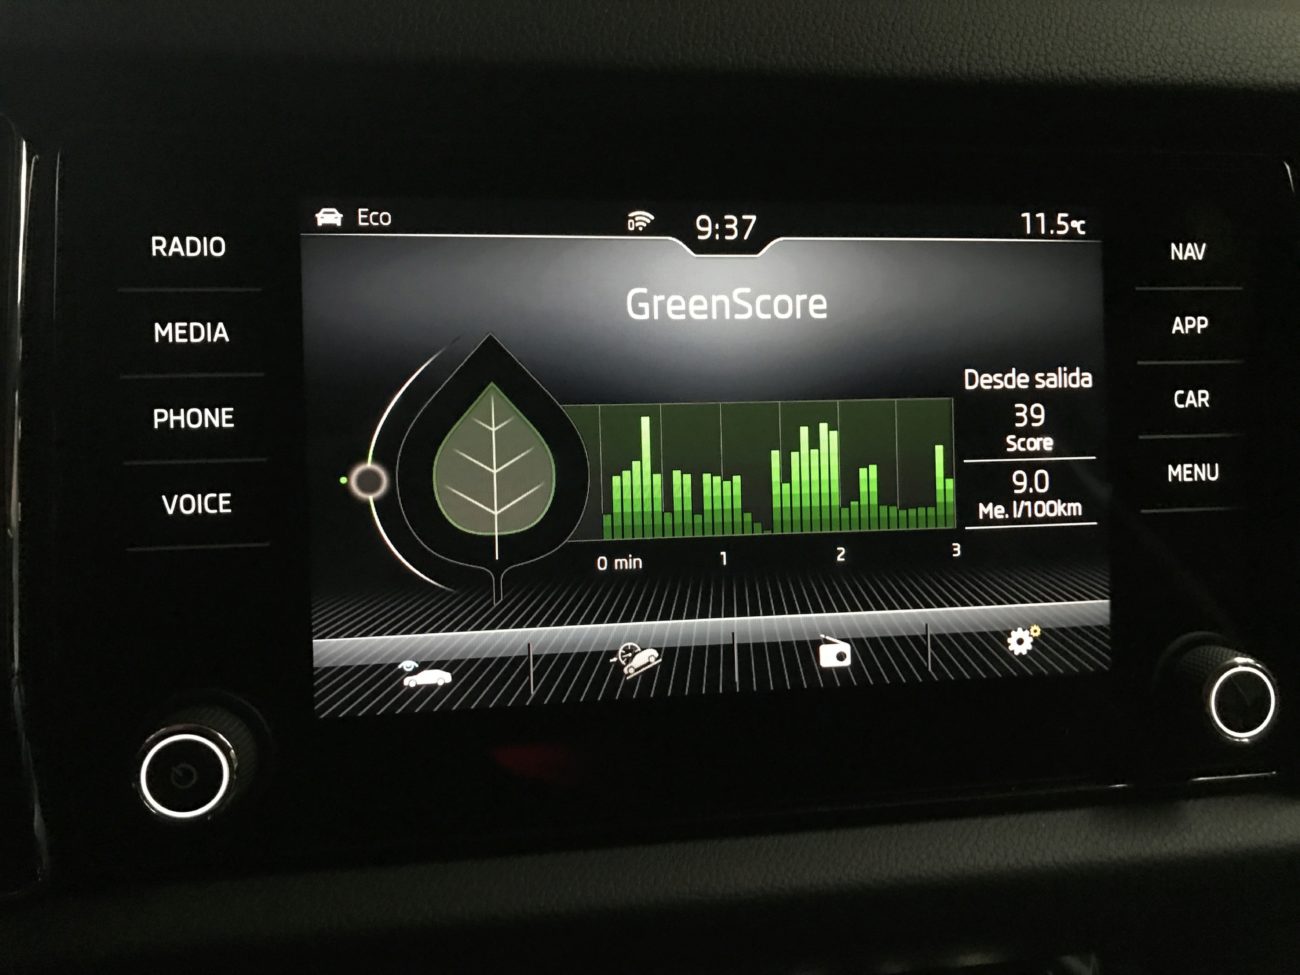 Eco
9:37
11.5°C
RADIO
MEDIA
PHONE
VOICE
GreenScore
Desde salida
39
Score
9.0
Me. l/100km
0 min 1 2 3
NAV
APP
CAR
MENU